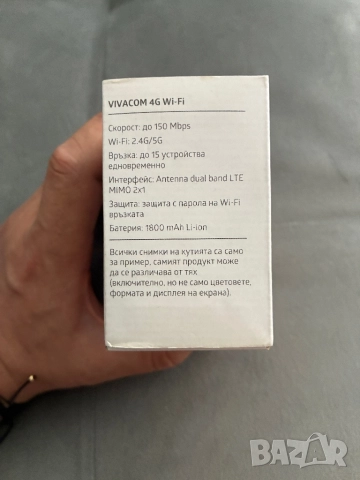 VIVACOM 4G Wi-Fi
Скорост: до 150 Mbps
Wi-Fi: 2.4G/5G
Връзка: до 15 устройства
едновременно
Интерфейс: Antenna dual band LTE
MiMO 2x1
Защита: защита с парола на Wi-Fi
връзката
Батерия: 1800 mAh Li-ion
Всички снимки на кутията са само
за пример, самият продукт може
да се различава от тях
(включително, но не само цветовете,
формата и дисплея на екрана).
BAZAR